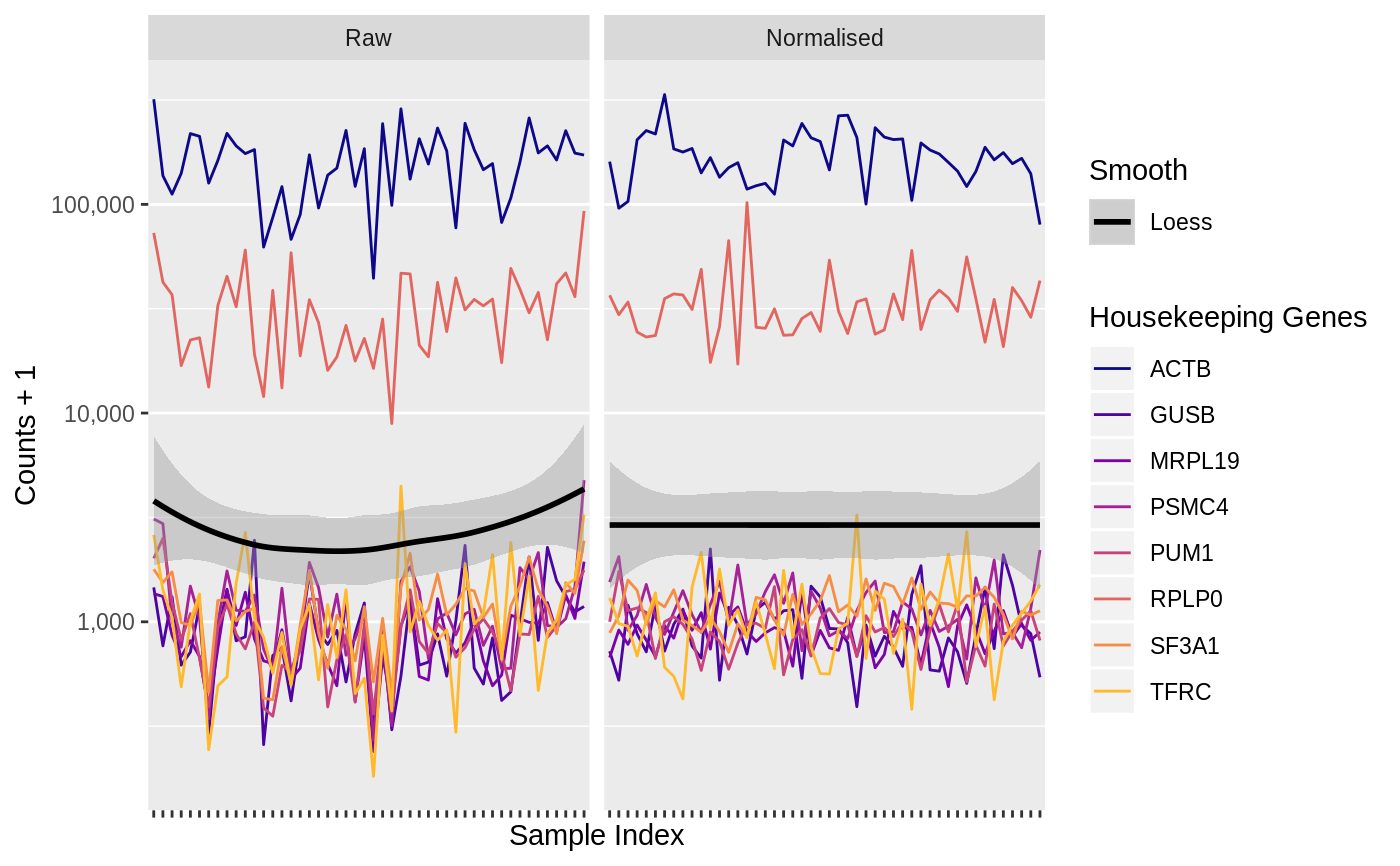 Raw
Normalised
100,000
10,000
1,000
Counts + 1
Sample Index
Smooth
Loess
Housekeeping Genes
ACTB
GUSB
MRPL19
PSMC4
PUM1
RPLP0
SF3A1
TFRC